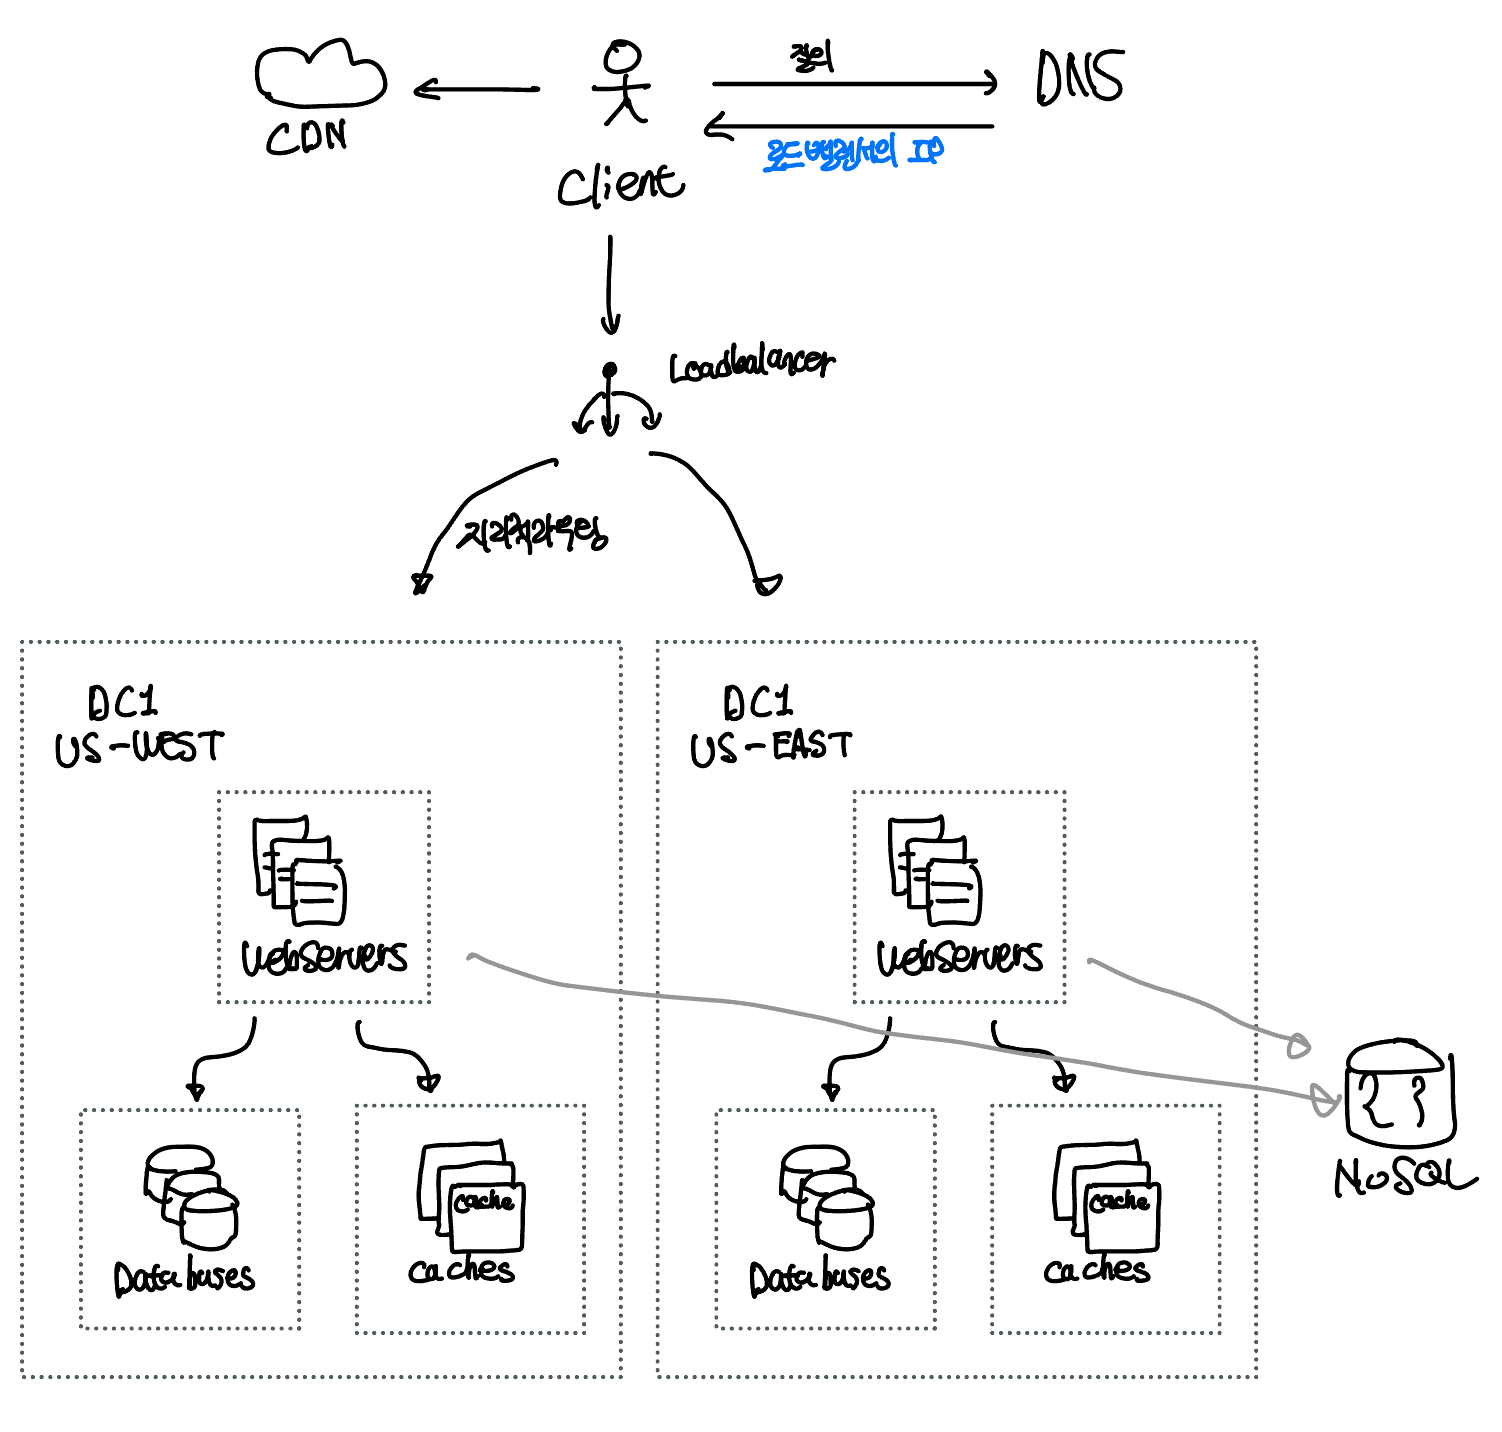 질의
DNS
CDN
로드밸런서의 IP
Client
Loadbalancer
지리적라우팅
DC1
US-WEST
DC1
US-EAST
WebServers
WebServers
{ }
NoSQL
cache
cache
Databases
caches
Databases
caches